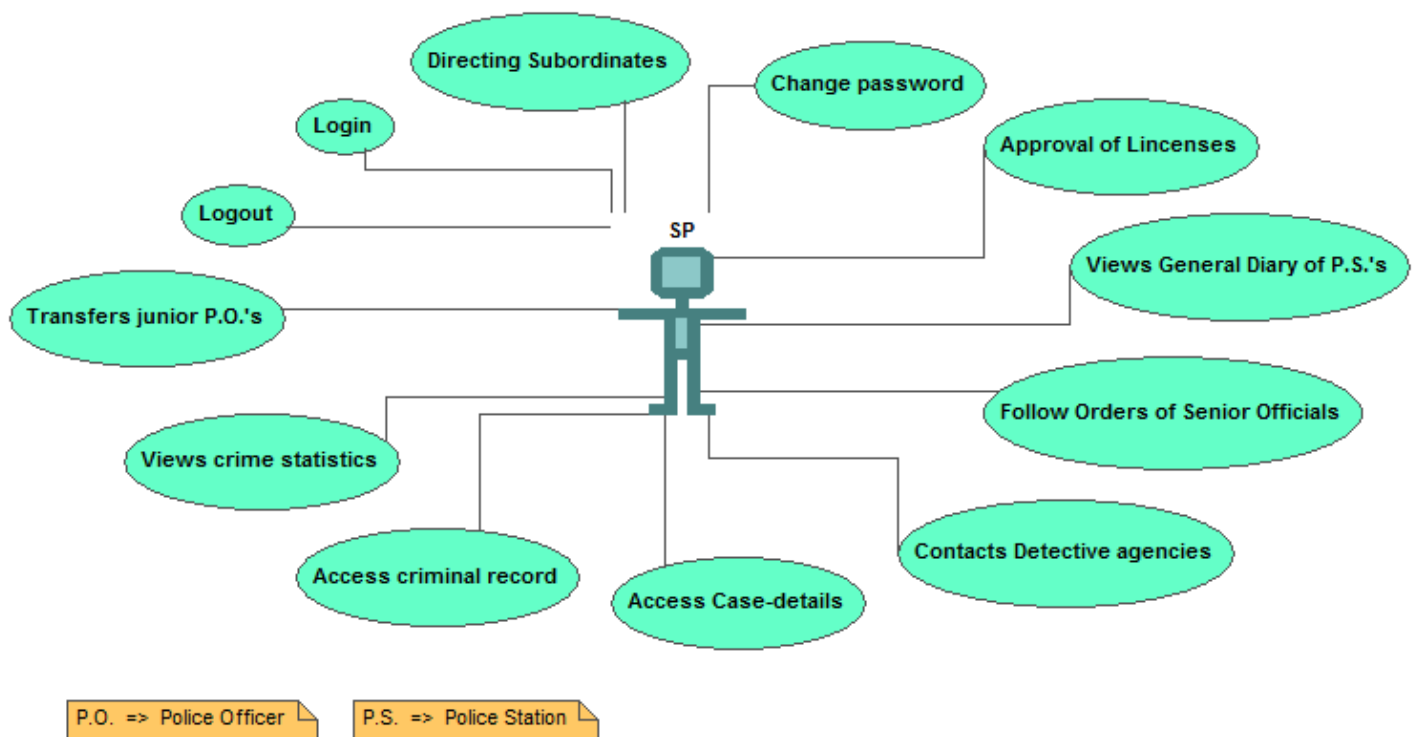 Directing Subordinates
Change password
Login
Approval of Lincenses
Logout
SP
Views General Diary of P.S.'s
Transfers junior P.O.'s
Follow Orders of Senior Officials
Views crime statistics
Contacts Detective agencies
Access criminal record
Access Case-details
P.O. => Police Officer
P.S. => Police Station